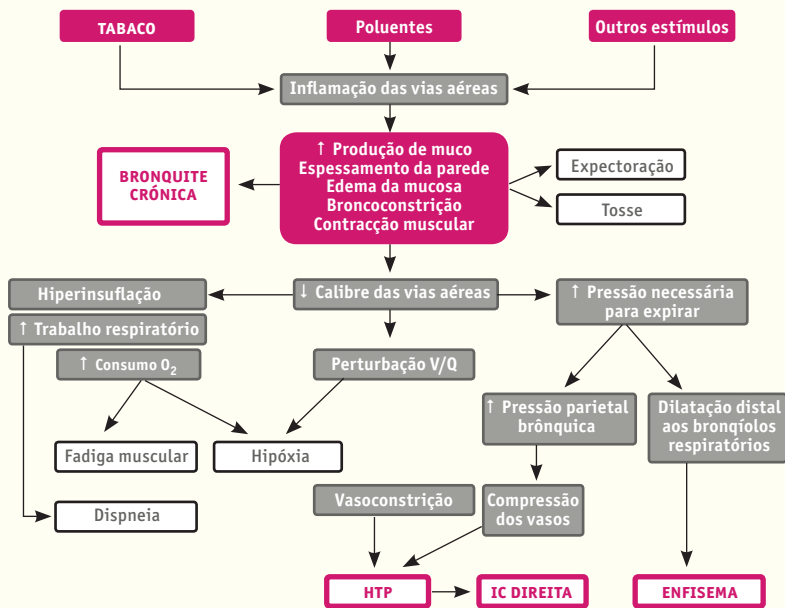 TABACO
Poluentes
Outros estímulos
Inflamação das vias aéreas
BRONQUITE
CRÓNICA
↑ Produção de muco
Espessamento da parede
Edema da mucosa
Broncoconstrição
Contracção muscular
Expectoração
Tosse
Hiperinsuflação
↓ Calibre das vias aéreas
↑ Pressão necessária
para expirar
↑ Trabalho respiratório
↑ Consumo O2
Perturbação V/Q
↑ Pressão parietal
brônquica
Dilatação distal
aos bronqíolos
respiratórios
Fadiga muscular
Hipóxia
Vasoconstrição
Compressão
dos vasos
Dispneia
HTP
IC DIREITA
ENFISEMA